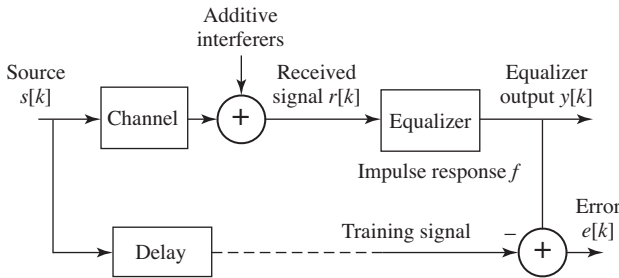 Additive
interferers
Source
s[k]
Received
signal r[k]
Equalizer
output y[k]
Channel
+
Equalizer
Impulse response f
Training signal
Error
e[k]
Delay
–
+